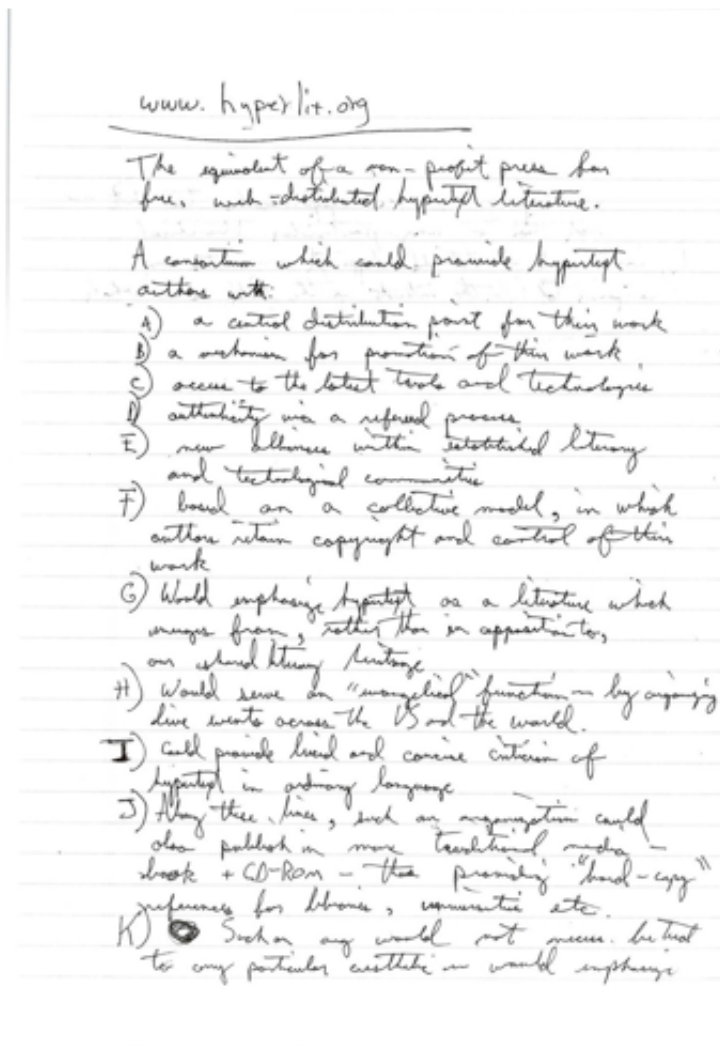 www.hyperlit.org
The equivalent of a non-profit press for
free, web-distributed, hypertext literature.
A consortium which could provide hypertext
authors with:
A) a central distribution point for their work
B) a mechanism for promotion of their work
C) access to the latest tools and technologies
D) authenticity via a refereed process
E) new alliances within established literary
and technological communities
F) based on a collective model, in which
authors retain copyright and control of their
work
G) Would emphasize hypertext as a literature which
emerges from, rather than in opposition to,
our shared literary heritage
H) Would serve an "evangelical" function — by organizing
live events across the US and the world.
I) Could provide lucid and concise criticism of
hypertext in ordinary language
J) Along these lines, such an organization could
also publish in more traditional media -
book + CD-ROM - thus providing "hard-copy"
references for libraries, universities etc.
K) Such an org would not necess. be tied
to any particular aesthetic — would emphasize